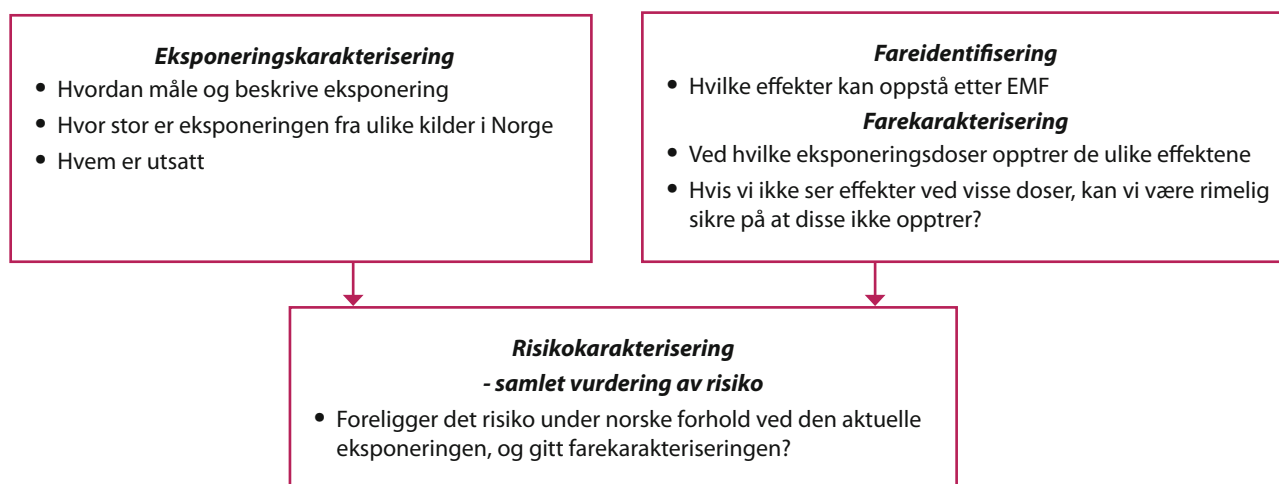 Eksponeringskarakterisering
• Hvordan måle og beskrive eksponering
• Hvor stor er eksponeringen fra ulike kilder i Norge
• Hvem er utsatt
Fareidentifisering
• Hvilke effekter kan oppstå etter EMF
Farekarakterisering
• Ved hvilke eksponeringsdoser opptrer de ulike effektene
• Hvis vi ikke ser effekter ved visse doser, kan vi være rimelig
sikre på at disse ikke opptrer?
Risikokarakterisering
- samlet vurdering av risiko
• Foreligger det risiko under norske forhold ved den aktuelle
eksponeringen, og gitt farekarakteriseringen?